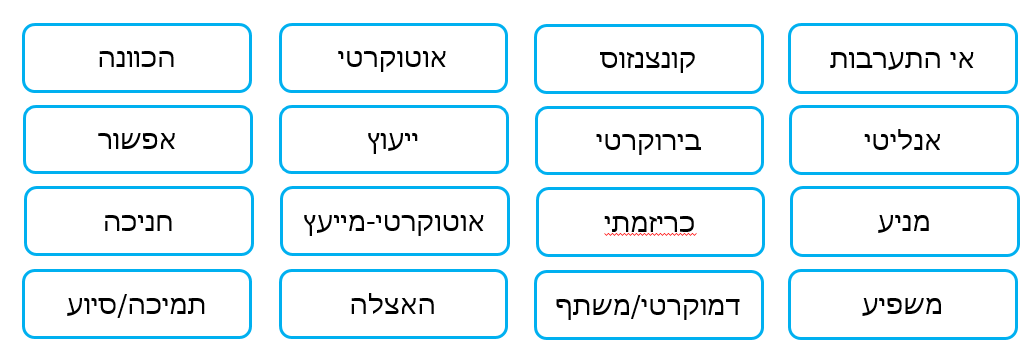 אי התערבות
קונצנזוס
אוטוקרטי
הכוונה
אנליטי
בירוקרטי
ייעוץ
אפשור
מניע
כריזמתי
אוטוקרטי-מייעץ
חניכה
משפיע
דמוקרטי/משתף
האצלה
תמיכה/סיוע